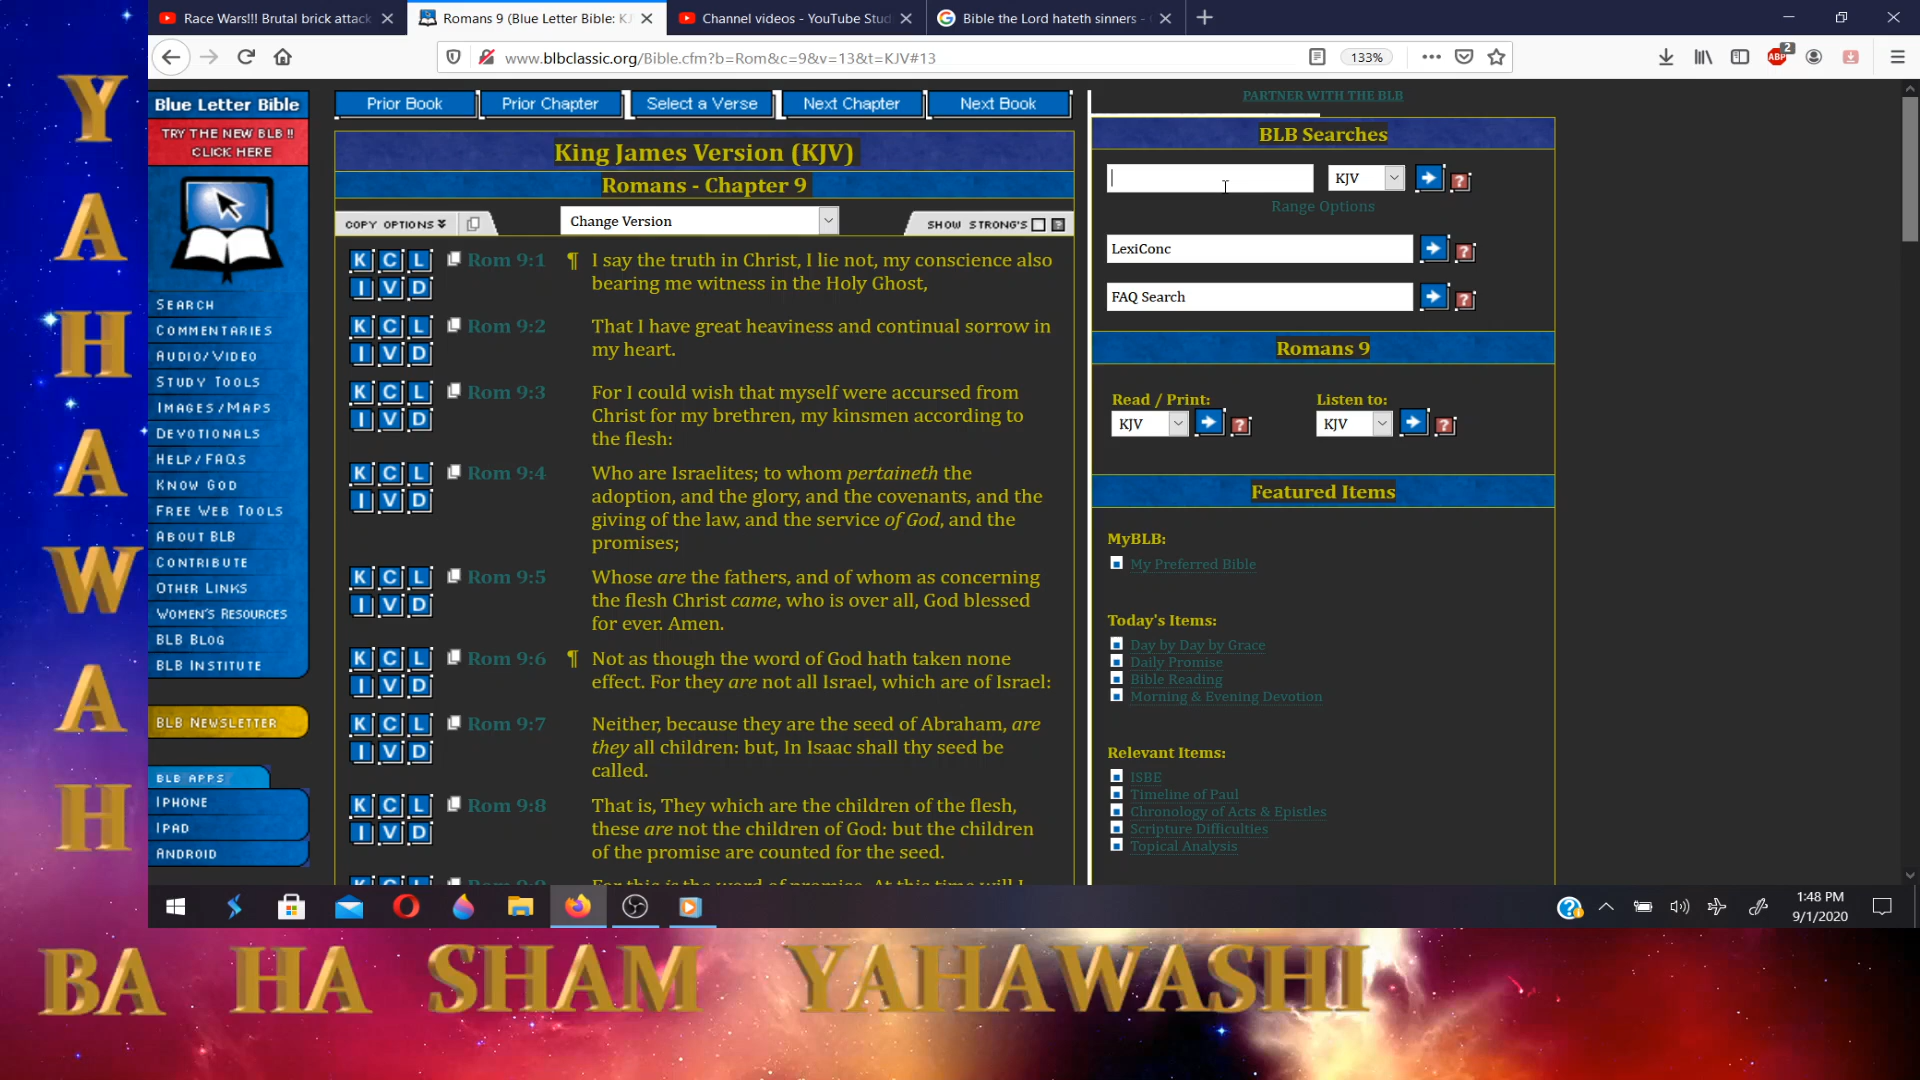 Race Wars!!! Brutal brick attack
Romans 9 (Blue Letter Bible: KJ
Channel videos - YouTube Stud
Bible the Lord hateth sinners -
www.blbclassic.org/Bible.cfm?b=Rom&c=9&v=13&t=KJV#13
133%
ABP
2
YAHAWAH
Blue Letter Bible
TRY THE NEW BLB !!
CLICK HERE
SEARCH
COMMENTARIES
AUDIO/VIDEO
STUDY TOOLS
IMAGES/MAPS
DEVOTIONALS
HELP/FAQS
KNOW GOD
FREE WEB TOOLS
ABOUT BLB
CONTRIBUTE
OTHER LINKS
WOMEN'S RESOURCES
BLB BLOG
BLB INSTITUTE
BLB NEWSLETTER
BLB APPS
IPHONE
IPAD
ANDROID
Prior Book
Prior Chapter
Select a Verse
Next Chapter
Next Book
King James Version (KJV)
Romans - Chapter 9
COPY OPTIONS
Change Version
SHOW STRONG'S
K C L Rom 9:1 ¶ I say the truth in Christ, I lie not, my conscience also
I V D bearing me witness in the Holy Ghost,
K C L Rom 9:2 That I have great heaviness and continual sorrow in
I V D my heart.
K C L Rom 9:3 For I could wish that myself were accursed from
I V D Christ for my brethren, my kinsmen according to
the flesh:
K C L Rom 9:4 Who are Israelites; to whom pertaineth the
I V D adoption, and the glory, and the covenants, and the
giving of the law, and the service of God, and the
promises;
K C L Rom 9:5 Whose are the fathers, and of whom as concerning
I V D the flesh Christ came, who is over all, God blessed
for ever. Amen.
K C L Rom 9:6 ¶ Not as though the word of God hath taken none
I V D effect. For they are not all Israel, which are of Israel:
K C L Rom 9:7 Neither, because they are the seed of Abraham, are
I V D they all children: but, In Isaac shall thy seed be
called.
K C L Rom 9:8 That is, They which are the children of the flesh,
I V D these are not the children of God: but the children
of the promise are counted for the seed.
K C L Rom 9:9 For this is the word of promise, At this time will I
PARTNER WITH THE BLB
BLB Searches
KJV
?
Range Options
LexiConc
?
FAQ Search
?
Romans 9
Read / Print:
KJV
?
Listen to:
KJV
?
Featured Items
MyBLB:
My Preferred Bible
Today's Items:
Day by Day by Grace
Daily Promise
Bible Reading
Morning & Evening Devotion
Relevant Items:
ISBE
Timeline of Paul
Chronology of Acts & Epistles
Scripture Difficulties
Topical Analysis
1:48 PM
9/1/2020
BA HA SHAM YAHAWASHI